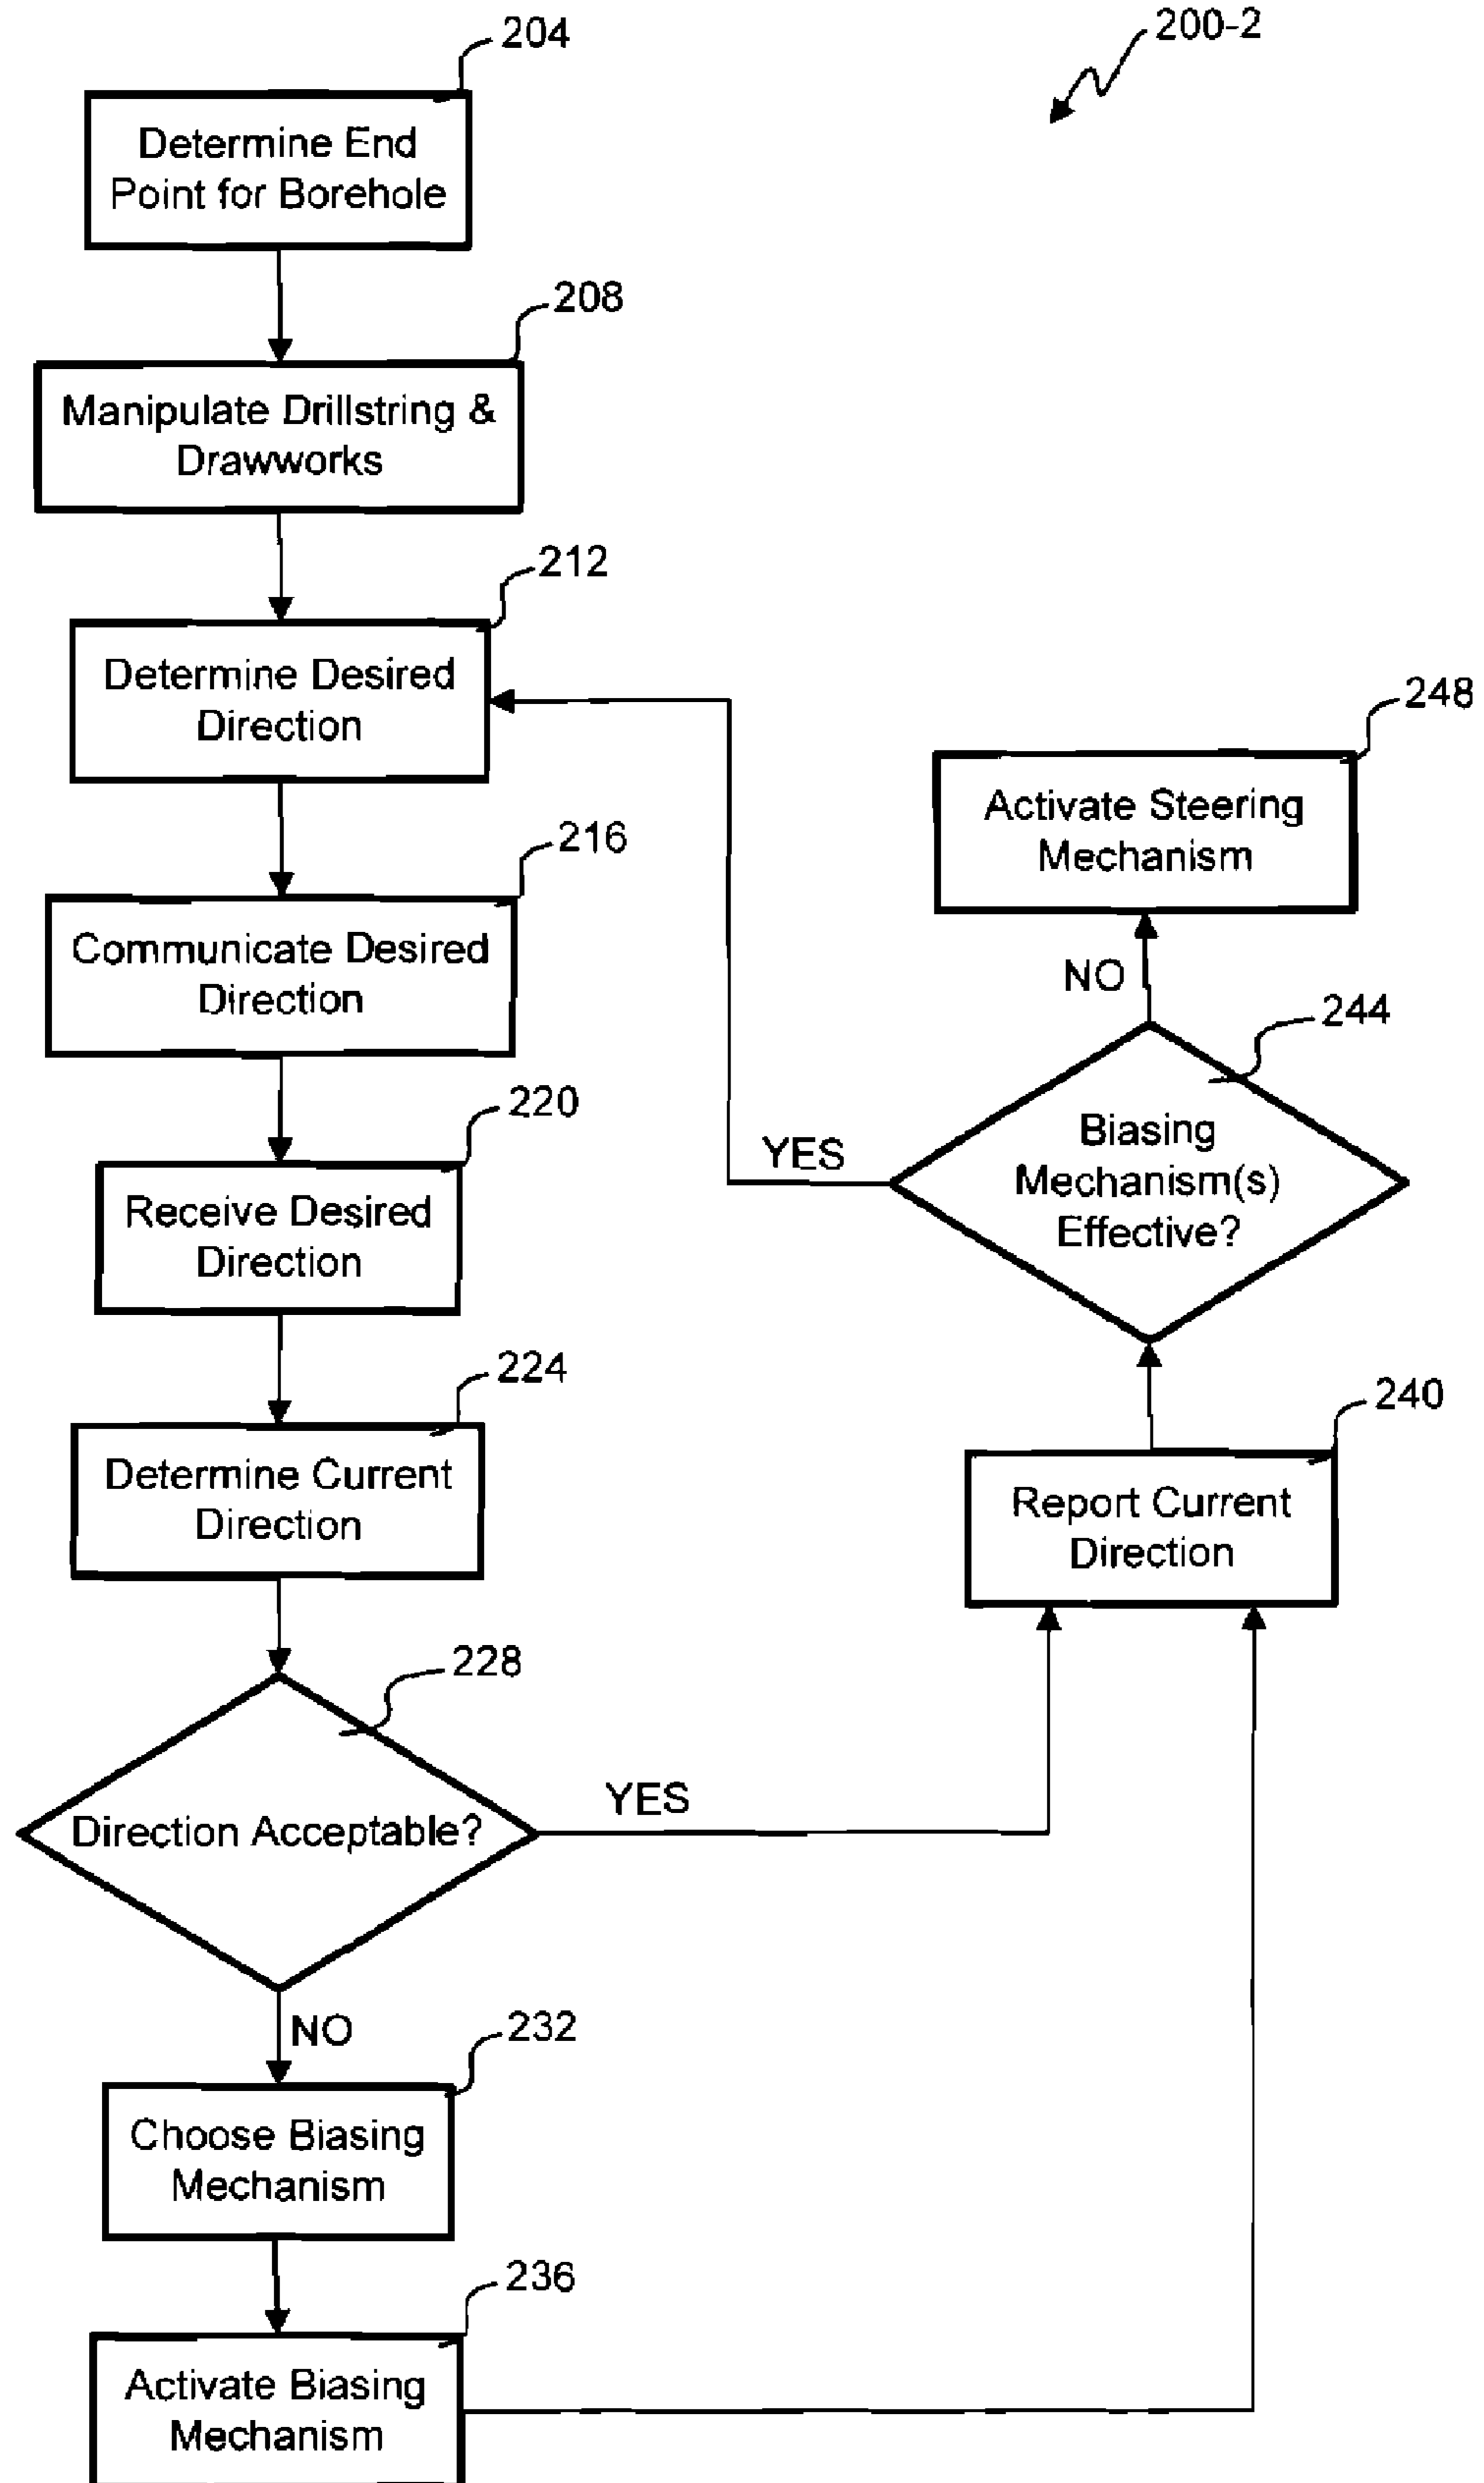 200-2
204
Determine End
Point for Borehole
208
Manipulate Drillstring &
Drawworks
212
Determine Desired
Direction
216
Communicate Desired
Direction
220
Receive Desired
Direction
224
Determine Current
Direction
228
Direction Acceptable?
YES
NO
232
Choose Biasing
Mechanism
236
Activate Biasing
Mechanism
240
Report Current
Direction
244
Biasing
Mechanism(s)
Effective?
YES
NO
248
Activate Steering
Mechanism